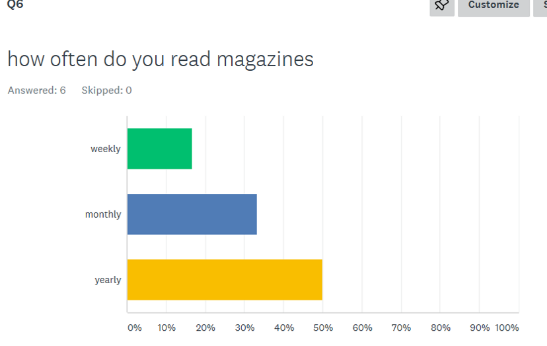 Q6
Customize
how often do you read magazines
Answered: 6 Skipped: 0
weekly
monthly
yearly
0% 10% 20% 30% 40% 50% 60% 70% 80% 90% 100%